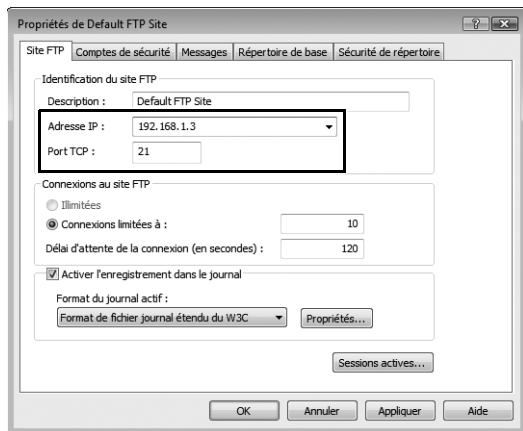 Propriétés de Default FTP Site
Site FTP Comptes de sécurité Messages Répertoire de base Sécurité de répertoire
Identification du site FTP
Description : Default FTP Site
Adresse IP : 192.168.1.3
Port TCP : 21
Connexions au site FTP
Illimitées
Connexions limitées à : 10
Délai d'attente de la connexion (en secondes) : 120
Activer l'enregistrement dans le journal
Format du journal actif :
Format de fichier journal étendu du W3C Propriétés...
Sessions actives...
OK Annuler Appliquer Aide